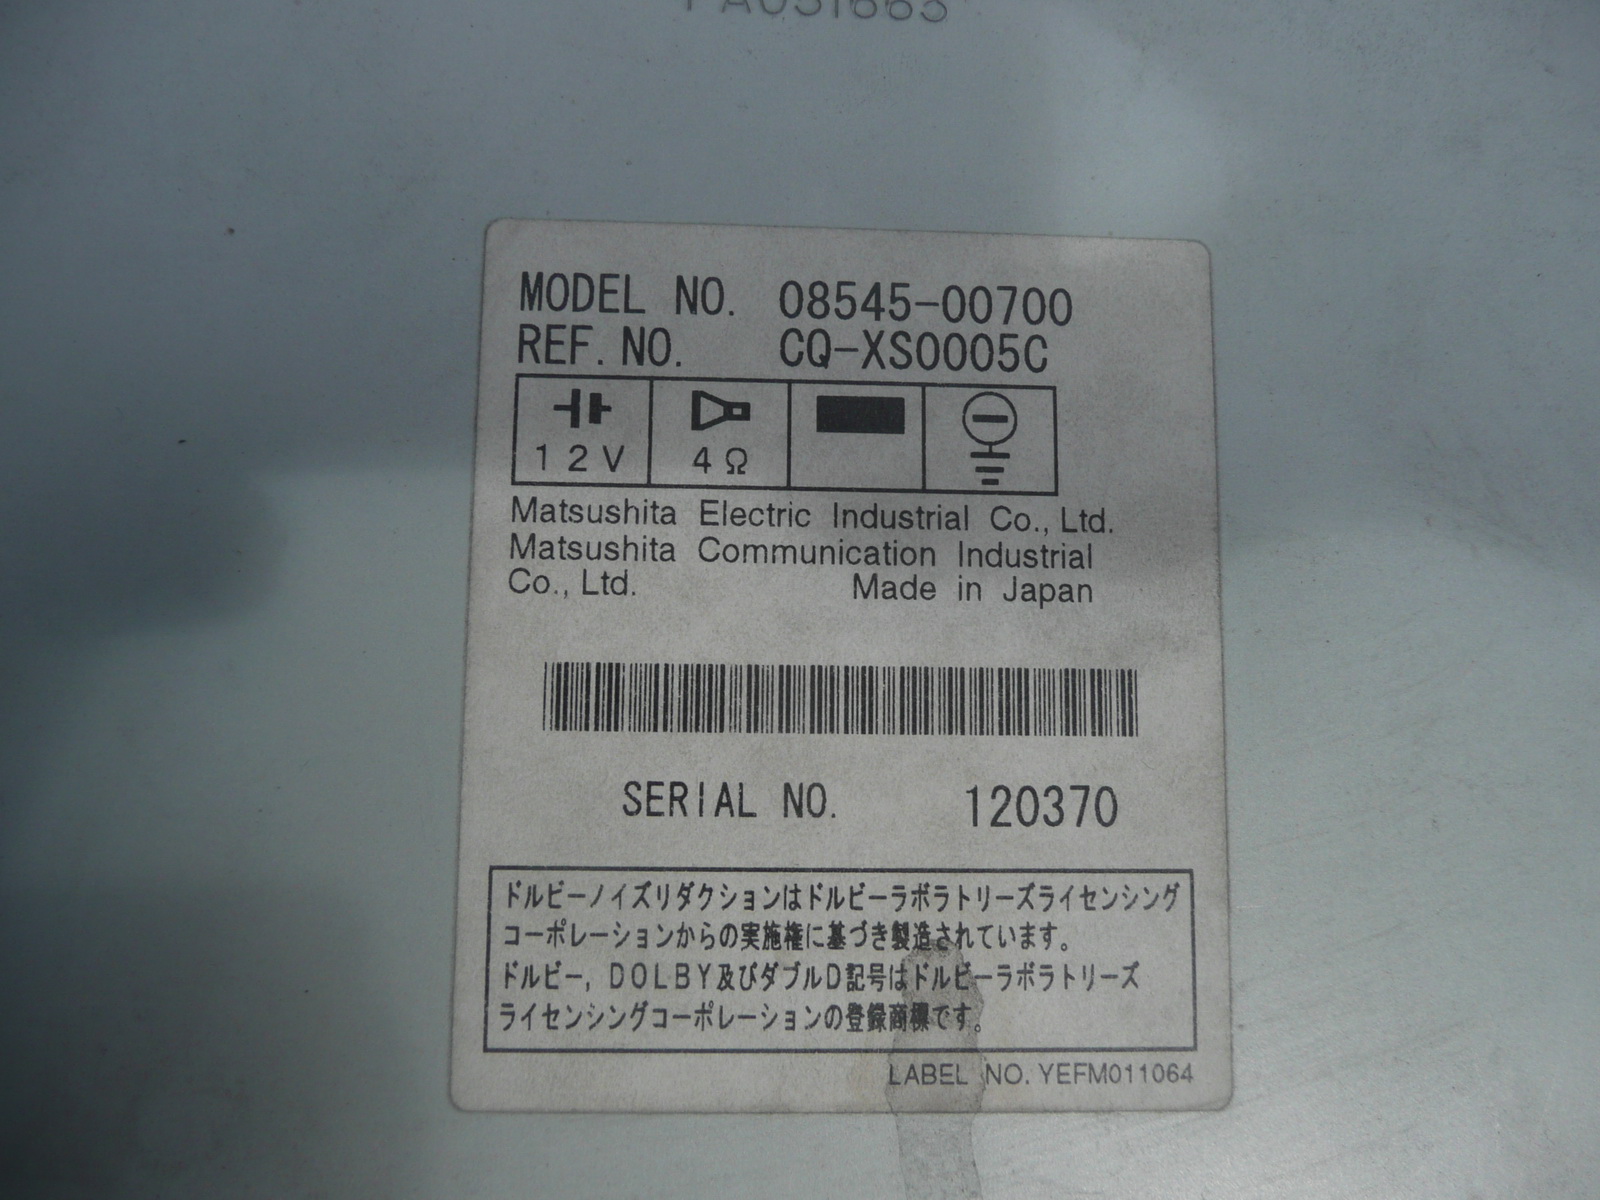 MODEL NO. 08545-00700
REF. NO. CQ-XS0005C
12V 4Ω
Matsushita Electric Industrial Co., Ltd.
Matsushita Communication Industrial
Co., Ltd. Made in Japan
SERIAL NO. 120370
ドルビーノイズリダクションはドルビーラボラトリーズライセンシング
コーポレーションからの実施権に基づき製造されています。
ドルビー, DOLBY及びダブルD記号はドルビーラボラトリーズ
ライセンシングコーポレーションの登録商標です。
LABEL NO. YEFM011064